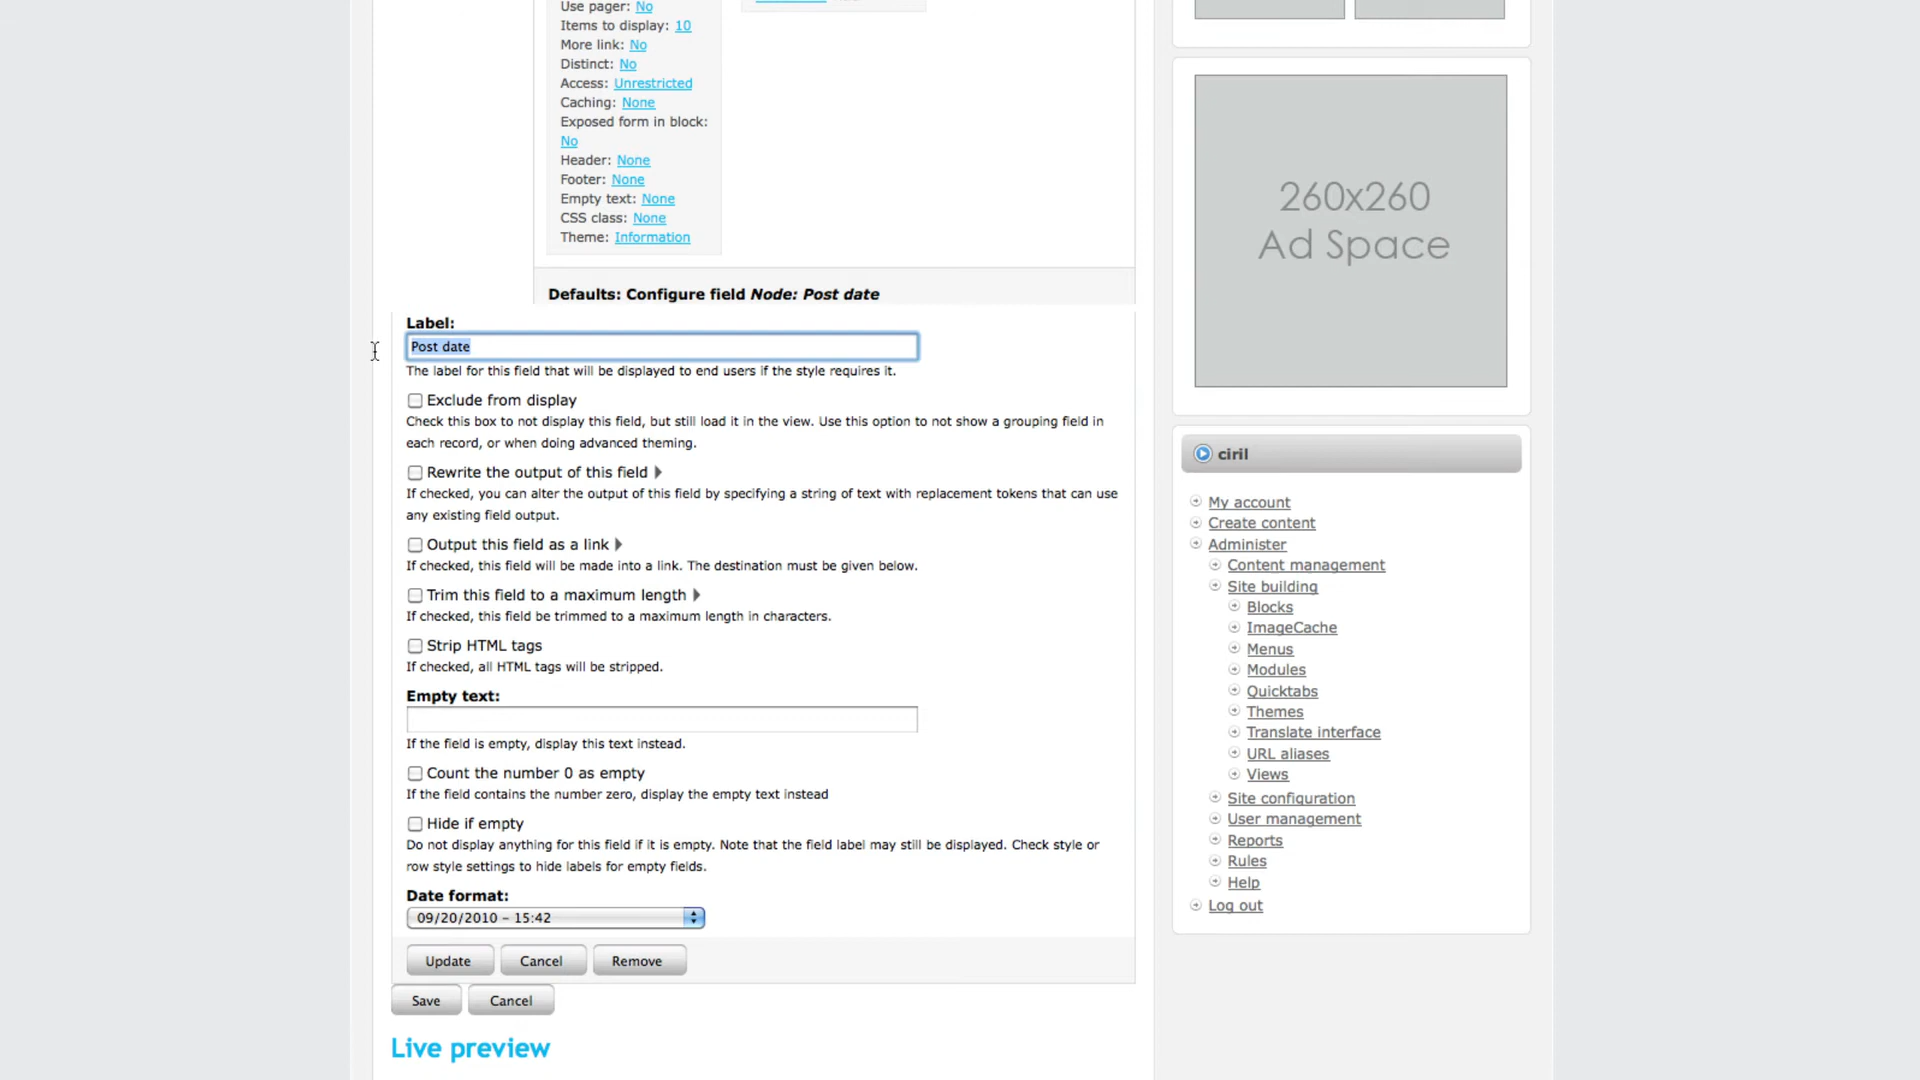 Use pager: No
Items to display: 10
More link: No
Distinct: No
Access: Unrestricted
Caching: None
Exposed form in block:
No
Header: None
Footer: None
Empty text: None
CSS class: None
Theme: Information
Defaults: Configure field Node: Post date
Label:
Post date
The label for this field that will be displayed to end users if the style requires it.
Exclude from display
Check this box to not display this field, but still load it in the view. Use this option to not show a grouping field in
each record, or when doing advanced theming.
Rewrite the output of this field
If checked, you can alter the output of this field by specifying a string of text with replacement tokens that can use
any existing field output.
Output this field as a link
If checked, this field will be made into a link. The destination must be given below.
Trim this field to a maximum length
If checked, this field be trimmed to a maximum length in characters.
Strip HTML tags
If checked, all HTML tags will be stripped.
Empty text:
If the field is empty, display this text instead.
Count the number 0 as empty
If the field contains the number zero, display the empty text instead
Hide if empty
Do not display anything for this field if it is empty. Note that the field label may still be displayed. Check style or
row style settings to hide labels for empty fields.
Date format:
09/20/2010 - 15:42
Update Cancel Remove
Save Cancel
Live preview
260x260
Ad Space
ciril
My account
Create content
Administer
Content management
Site building
Blocks
ImageCache
Menus
Modules
Quicktabs
Themes
Translate interface
URL aliases
Views
Site configuration
User management
Reports
Rules
Help
Log out